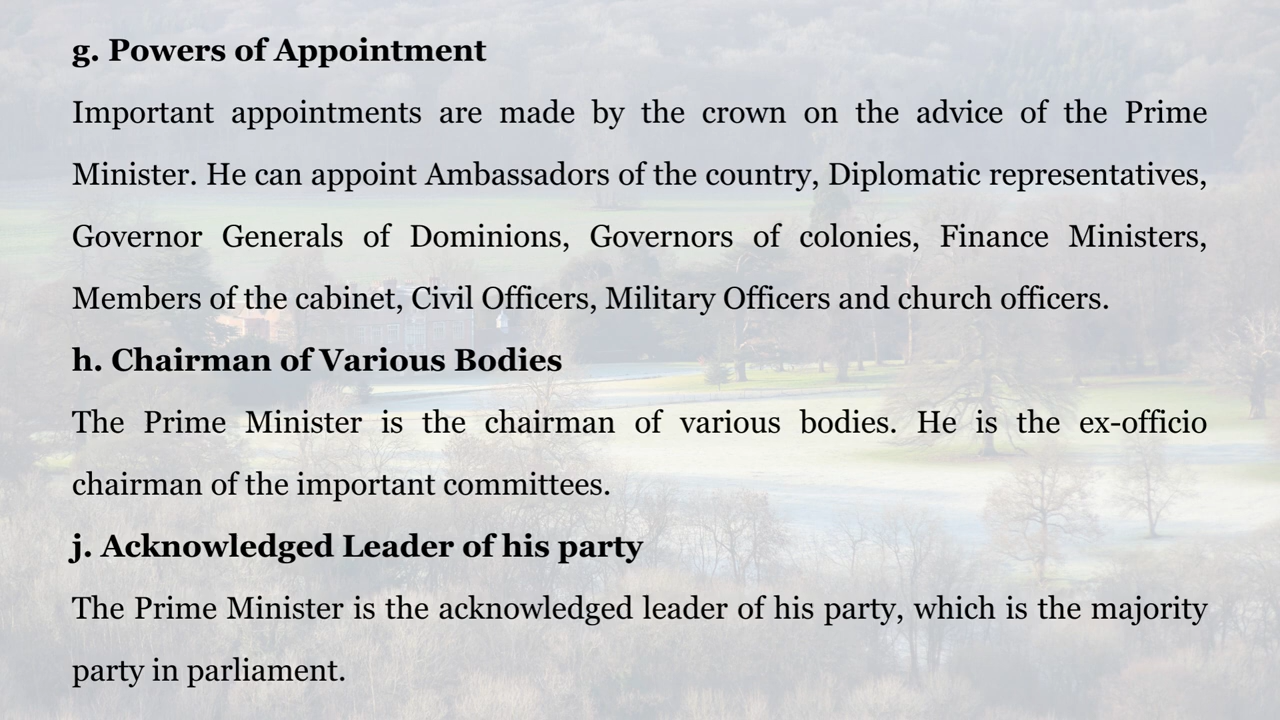 g. Powers of Appointment
Important appointments are made by the crown on the advice of the Prime
Minister. He can appoint Ambassadors of the country, Diplomatic representatives,
Governor Generals of Dominions, Governors of colonies, Finance Ministers,
Members of the cabinet, Civil Officers, Military Officers and church officers.
h. Chairman of Various Bodies
The Prime Minister is the chairman of various bodies. He is the ex-officio
chairman of the important committees.
j. Acknowledged Leader of his party
The Prime Minister is the acknowledged leader of his party, which is the majority
party in parliament.